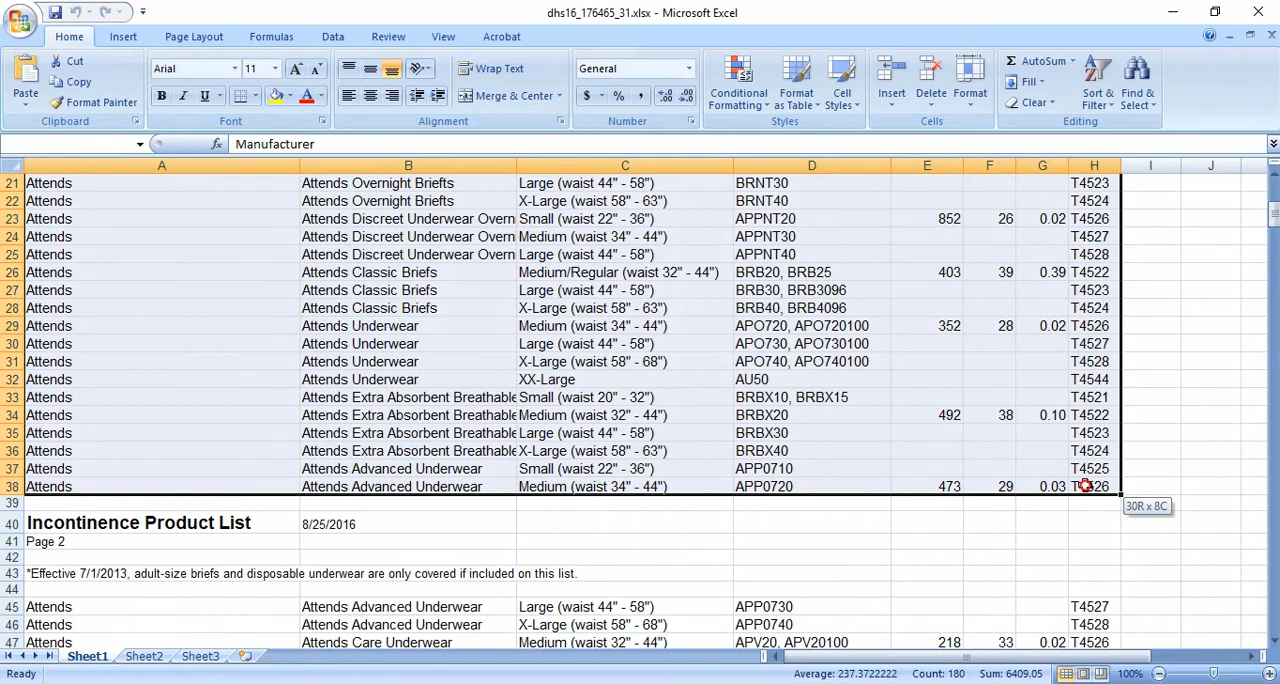 dhs16_176465_31.xlsx - Microsoft Excel
Home Insert Page Layout Formulas Data Review View Acrobat
Paste Cut Copy Format Painter Clipboard
Arial 11 A A B I U A Font
Wrap Text Merge & Center Alignment
General $ % , .0 .00 .00 .0 Number
Conditional Formatting Format as Table Cell Styles Styles
Insert Delete Format Cells
Σ AutoSum Fill Clear Sort & Filter Find & Select Editing
fx Manufacturer
A B C D E F G H I J
21 Attends Attends Overnight Briefs Large (waist 44" - 58") BRNT30 T4523
22 Attends Attends Overnight Briefs X-Large (waist 58" - 63") BRNT40 T4524
23 Attends Attends Discreet Underwear Overn Small (waist 22" - 36") APPNT20 852 26 0.02 T4526
24 Attends Attends Discreet Underwear Overn Medium (waist 34" - 44") APPNT30 T4527
25 Attends Attends Discreet Underwear Overn Large (waist 44" - 58") APPNT40 T4528
26 Attends Attends Classic Briefs Medium/Regular (waist 32" - 44") BRB20, BRB25 403 39 0.39 T4522
27 Attends Attends Classic Briefs Large (waist 44" - 58") BRB30, BRB3096 T4523
28 Attends Attends Classic Briefs X-Large (waist 58" - 63") BRB40, BRB4096 T4524
29 Attends Attends Underwear Medium (waist 34" - 44") APO720, APO720100 352 28 0.02 T4526
30 Attends Attends Underwear Large (waist 44" - 58") APO730, APO730100 T4527
31 Attends Attends Underwear X-Large (waist 58" - 68") APO740, APO740100 T4528
32 Attends Attends Underwear XX-Large AU50 T4544
33 Attends Attends Extra Absorbent Breathable Small (waist 20" - 32") BRBX10, BRBX15 T4521
34 Attends Attends Extra Absorbent Breathable Medium (waist 32" - 44") BRBX20 492 38 0.10 T4522
35 Attends Attends Extra Absorbent Breathable Large (waist 44" - 58") BRBX30 T4523
36 Attends Attends Extra Absorbent Breathable X-Large (waist 58" - 63") BRBX40 T4524
37 Attends Attends Advanced Underwear Small (waist 22" - 36") APP0710 T4525
38 Attends Attends Advanced Underwear Medium (waist 34" - 44") APP0720 473 29 0.03 T4526
39 30R x 8C
40 Incontinence Product List 8/25/2016
41 Page 2
42
43 *Effective 7/1/2013, adult-size briefs and disposable underwear are only covered if included on this list.
44
45 Attends Attends Advanced Underwear Large (waist 44" - 58") APP0730 T4527
46 Attends Attends Advanced Underwear X-Large (waist 58" - 68") APP0740 T4528
47 Attends Attends Care Underwear Medium (waist 32" - 44") APV20, APV20100 218 33 0.02 T4526
Sheet1 Sheet2 Sheet3
Ready Average: 237.3722222 Count: 180 Sum: 6409.05 100%